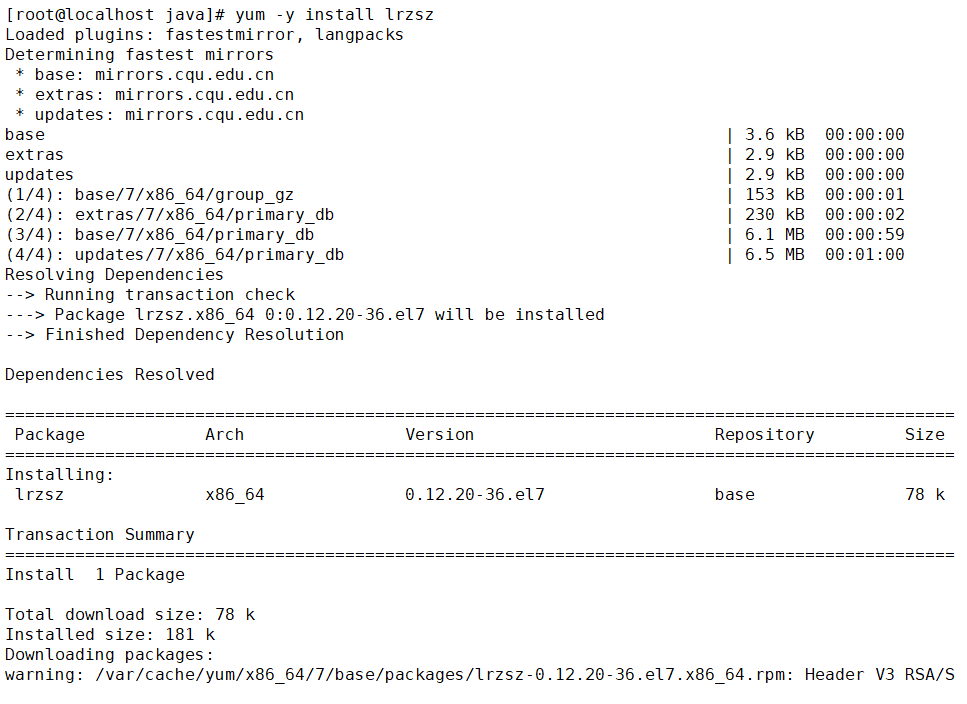 [root@localhost java]# yum -y install lrzsz
Loaded plugins: fastestmirror, langpacks
Determining fastest mirrors
 * base: mirrors.cqu.edu.cn
 * extras: mirrors.cqu.edu.cn
 * updates: mirrors.cqu.edu.cn
base                                                                    | 3.6 kB  00:00:00
extras                                                                  | 2.9 kB  00:00:00
updates                                                                 | 2.9 kB  00:00:00
(1/4): base/7/x86_64/group_gz                                           | 153 kB  00:00:01
(2/4): extras/7/x86_64/primary_db                                       | 230 kB  00:00:02
(3/4): base/7/x86_64/primary_db                                         | 6.1 MB  00:00:59
(4/4): updates/7/x86_64/primary_db                                      | 6.5 MB  00:01:00
Resolving Dependencies
--> Running transaction check
---> Package lrzsz.x86_64 0:0.12.20-36.el7 will be installed
--> Finished Dependency Resolution

Dependencies Resolved

===============================================================================================
 Package            Arch                Version                        Repository         Size
===============================================================================================
Installing:
 lrzsz              x86_64              0.12.20-36.el7                 base               78 k

Transaction Summary
===============================================================================================
Install  1 Package

Total download size: 78 k
Installed size: 181 k
Downloading packages:
warning: /var/cache/yum/x86_64/7/base/packages/lrzsz-0.12.20-36.el7.x86_64.rpm: Header V3 RSA/S